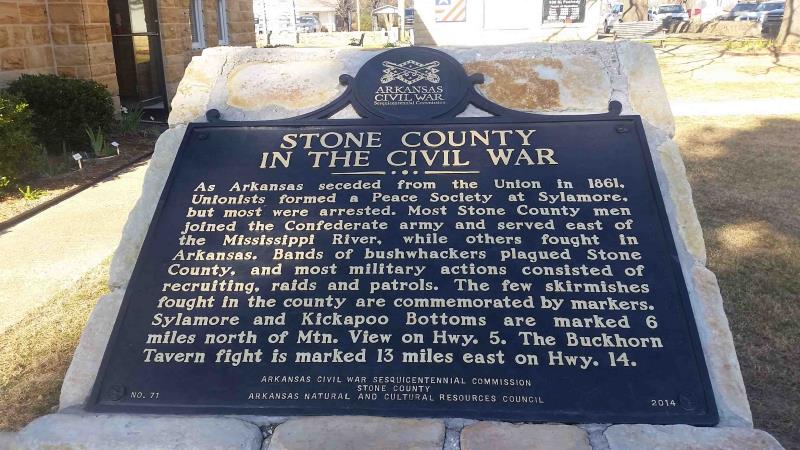 ARKANSAS
CIVIL WAR
Sesquicentennial Commission
STONE COUNTY
IN THE CIVIL WAR
As Arkansas seceded from the Union in 1861,
Unionists formed a Peace Society at Sylamore,
but most were arrested. Most Stone County men
joined the Confederate army and served east of
the Mississippi River, while others fought in
Arkansas. Bands of bushwhackers plagued Stone
County, and most military actions consisted of
recruiting, raids and patrols. The few skirmishes
fought in the county are commemorated by markers.
Sylamore and Kickapoo Bottoms are marked 6
miles north of Mtn. View on Hwy. 5. The Buckhorn
Tavern fight is marked 13 miles east on Hwy. 14.
ARKANSAS CIVIL WAR SESQUICENTENNIAL COMMISSION
STONE COUNTY
ARKANSAS NATURAL AND CULTURAL RESOURCES COUNCIL
NO. 71
2014